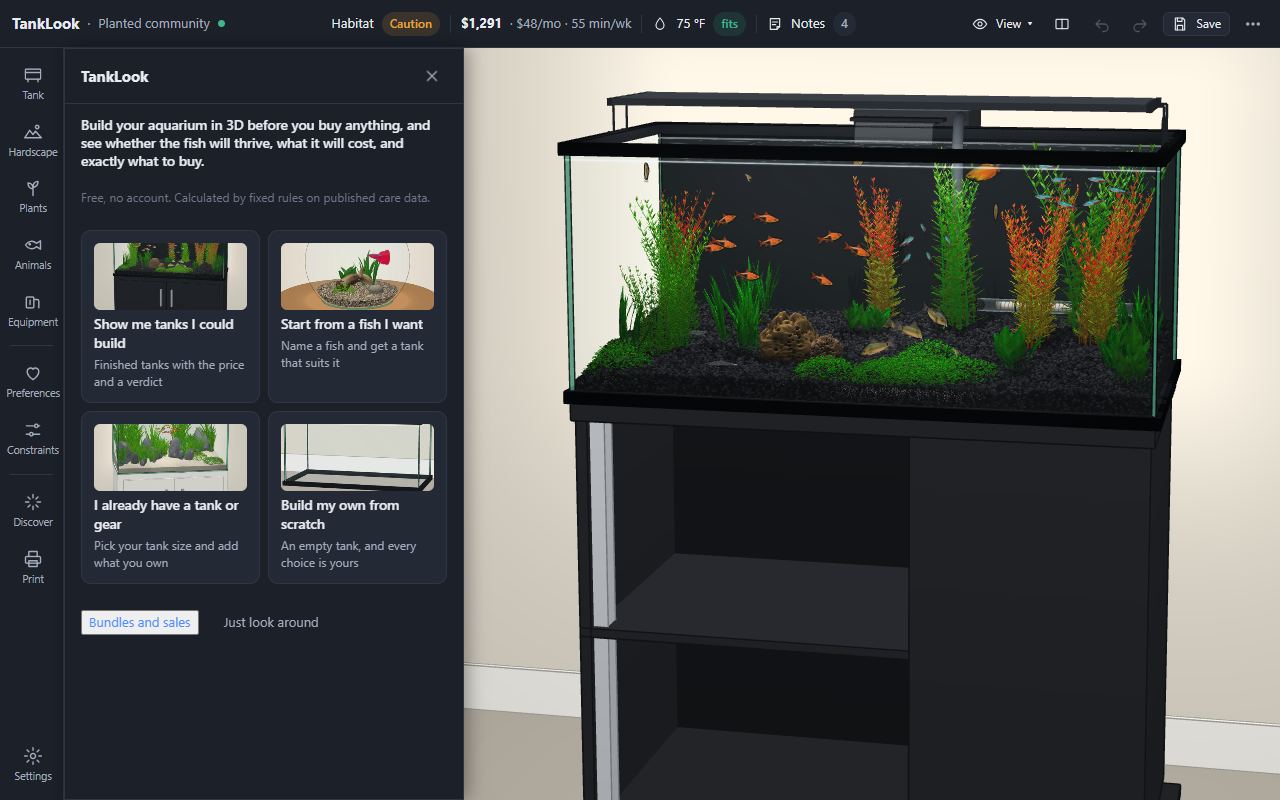 TankLook · Planted community
Habitat Caution $1,291 · $48/mo · 55 min/wk 75 °F fits Notes 4
View Save
Tank
Hardscape
Plants
Animals
Equipment
Preferences
Constraints
Discover
Print
Settings
TankLook
Build your aquarium in 3D before you buy anything, and
see whether the fish will thrive, what it will cost, and
exactly what to buy.
Free, no account. Calculated by fixed rules on published care data.
Show me tanks I could
build
Finished tanks with the price
and a verdict
Start from a fish I want
Name a fish and get a tank
that suits it
I already have a tank or
gear
Pick your tank size and add
what you own
Build my own from
scratch
An empty tank, and every
choice is yours
Bundles and sales
Just look around